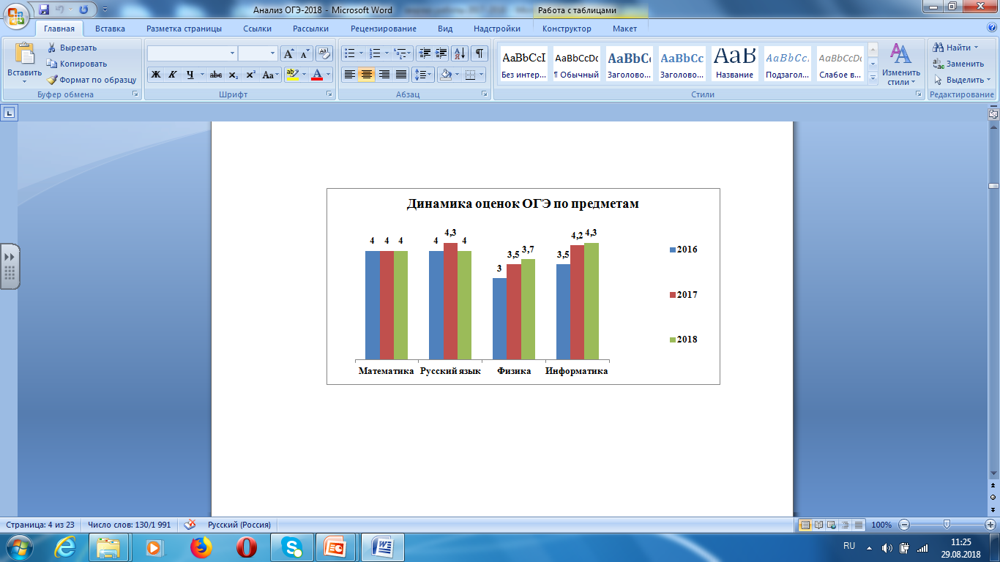 Анализ ОГЭ-2018 - Microsoft Word
Работа с таблицами
Главная Вставка Разметка страницы Ссылки Рассылки Рецензирование Вид Надстройки Конструктор Макет
Вставить
Вырезать
Копировать
Формат по образцу
Буфер обмена
Ж К Ч abc x₂ x² Aa
Шрифт
Абзац
AaBbCcI AaBbCcDc AaBbC AaBbCc AaB AaBbCc. AaBbCcDc
Без интер... ¶ Обычный Заголово... Заголово... Название Подзагол... Слабое в...
Изменить стили
Стили
Найти
Заменить
Выделить
Редактирование
Динамика оценок ОГЭ по предметам
4 4 4 4 4,3 4 3 3,5 3,7 3,5 4,2 4,3
Математика Русский язык Физика Информатика
2016
2017
2018
Страница: 4 из 23 Число слов: 130/1 991 Русский (Россия) 100%
RU 11:25
29.08.2018